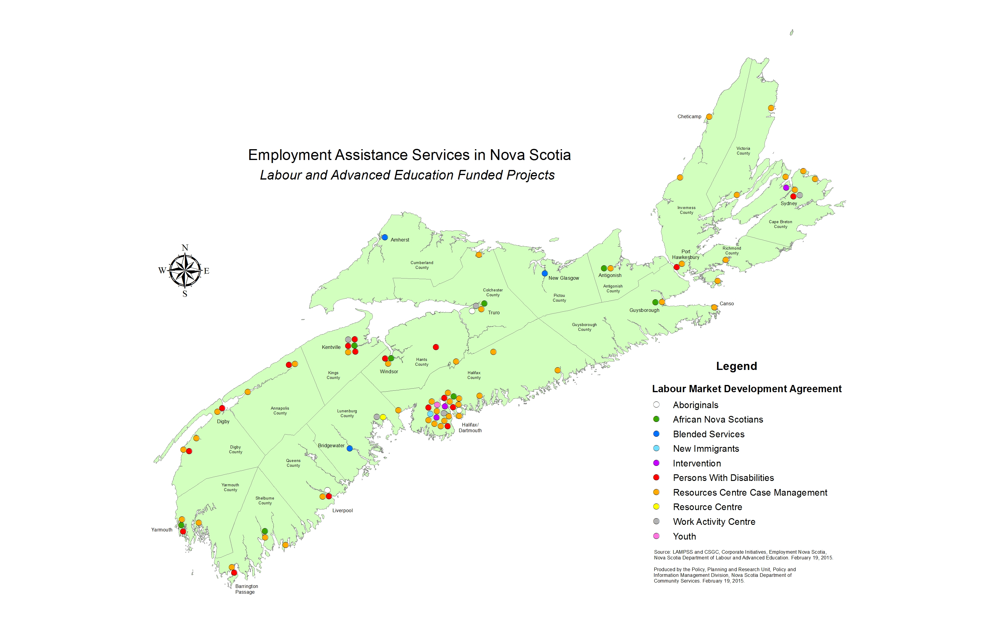 Employment Assistance Services in Nova Scotia
Labour and Advanced Education Funded Projects
Cheticamp
Victoria
County
Inverness
County
Sydney
Cape Breton
County
N
W
E
S
Amherst
Cumberland
County
Port
Hawkesbury
Richmond
County
New Glasgow
Antigonish
Antigonish
County
Colchester
County
Pictou
County
Truro
Guysborough
Canso
Guysborough
County
Kentville
Hants
County
Windsor
Kings
County
Halifax
County
Annapolis
County
Lunenburg
County
Digby
Halifax/
Dartmouth
Digby
County
Bridgewater
Queens
County
Yarmouth
County
Shelburne
County
Liverpool
Yarmouth
Barrington
Passage
Legend
Labour Market Development Agreement
Aboriginals
African Nova Scotians
Blended Services
New Immigrants
Intervention
Persons With Disabilities
Resources Centre Case Management
Resource Centre
Work Activity Centre
Youth
Source: LAMPSS and CSGC, Corporate Initiatives, Employment Nova Scotia,
Nova Scotia Department of Labour and Advanced Education. February 19, 2015.
Produced by the Policy, Planning and Research Unit, Policy and
Information Management Division, Nova Scotia Department of
Community Services. February 19, 2015.